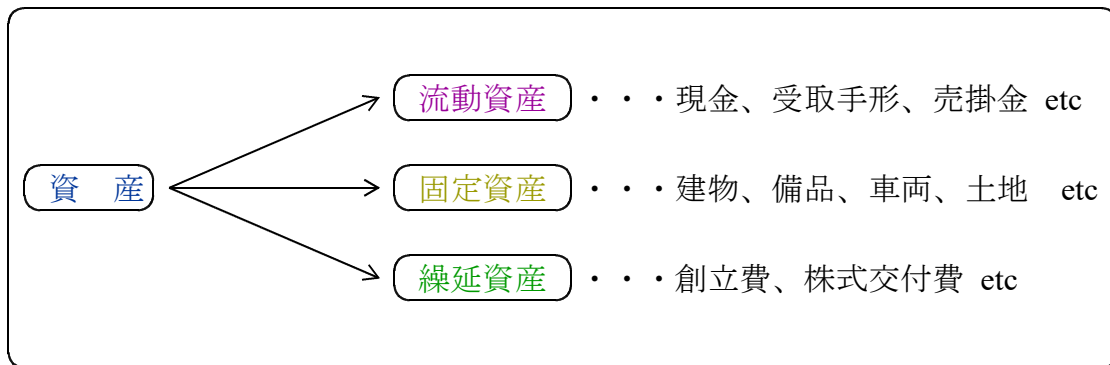 流動資産 ・・・現金、受取手形、売掛金 etc
資　産 固定資産 ・・・建物、備品、車両、土地　etc
繰延資産 ・・・創立費、株式交付費 etc